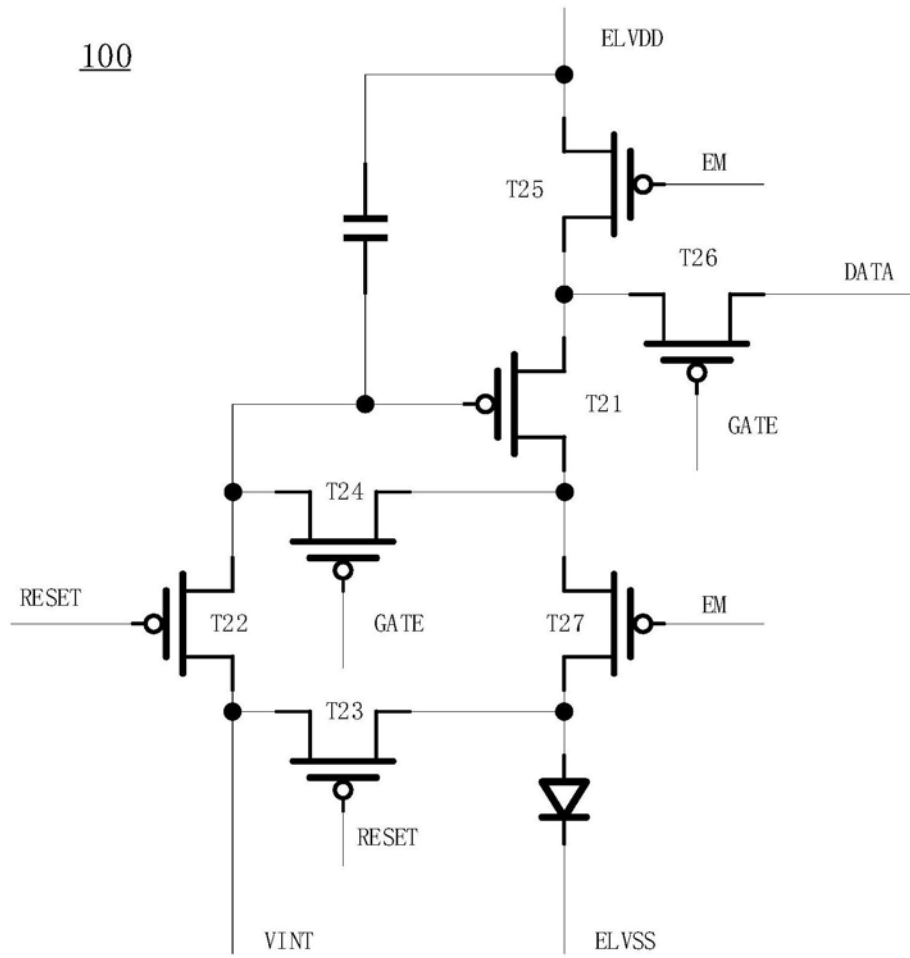 ELVDD
100
EM
T25
T26
DATA
T21
GATE
T24
RESET
T22
GATE
T27
EM
T23
RESET
VINT
ELVSS